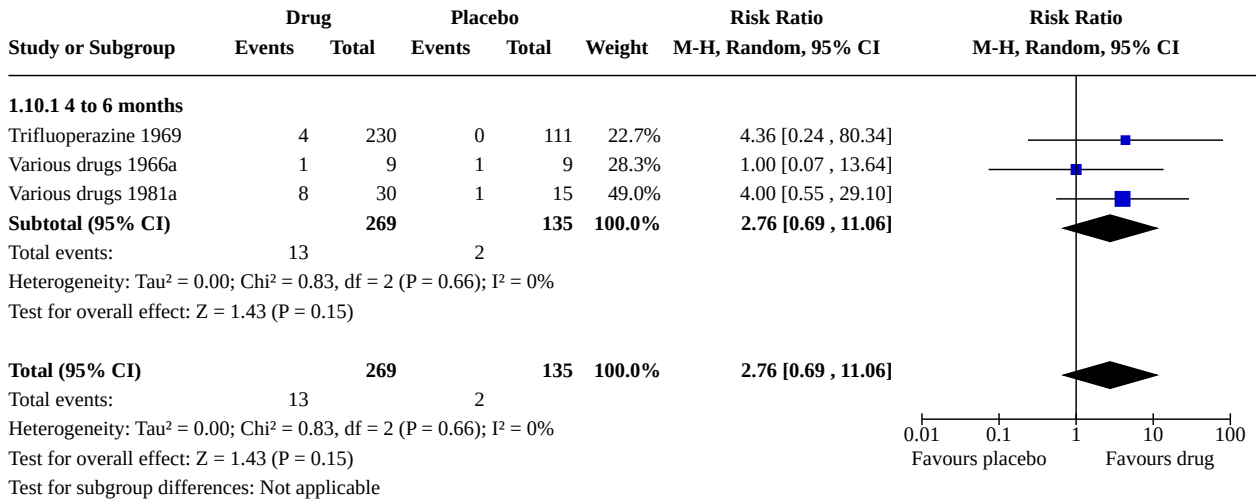 Drug Placebo Risk Ratio Risk Ratio
Study or Subgroup Events Total Events Total Weight M-H, Random, 95% CI M-H, Random, 95% CI
1.10.1 4 to 6 months
Trifluoperazine 1969 4 230 0 111 22.7% 4.36 [0.24 , 80.34]
Various drugs 1966a 1 9 1 9 28.3% 1.00 [0.07 , 13.64]
Various drugs 1981a 8 30 1 15 49.0% 4.00 [0.55 , 29.10]
Subtotal (95% CI) 269 135 100.0% 2.76 [0.69 , 11.06]
Total events: 13 2
Heterogeneity: Tau² = 0.00; Chi² = 0.83, df = 2 (P = 0.66); I² = 0%
Test for overall effect: Z = 1.43 (P = 0.15)
Total (95% CI) 269 135 100.0% 2.76 [0.69 , 11.06]
Total events: 13 2
Heterogeneity: Tau² = 0.00; Chi² = 0.83, df = 2 (P = 0.66); I² = 0%
0.01 0.1 1 10 100
Test for overall effect: Z = 1.43 (P = 0.15)
Favours placebo Favours drug
Test for subgroup differences: Not applicable